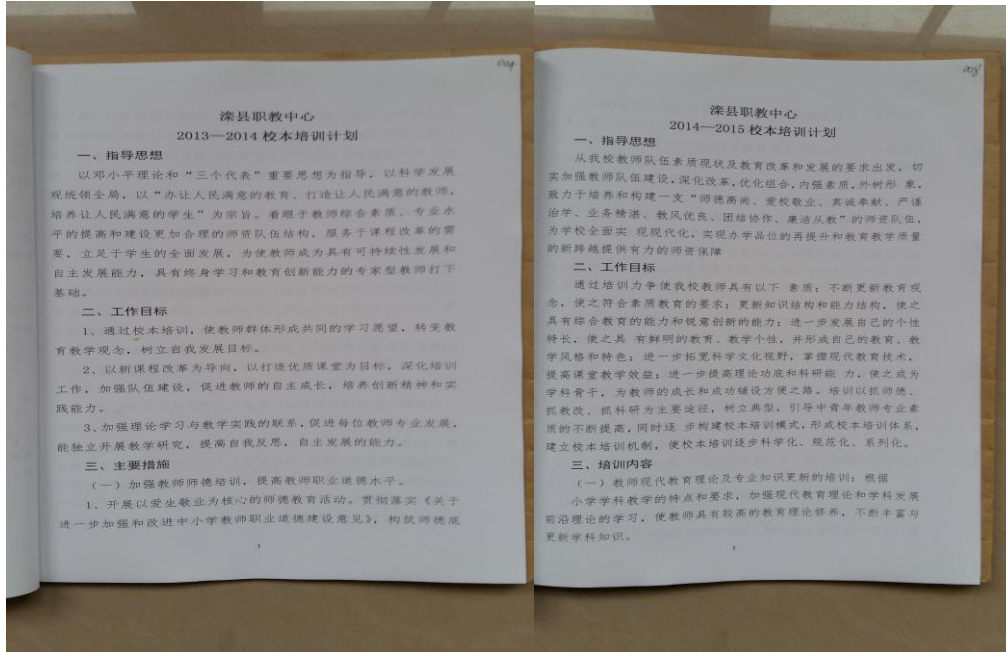 004
滦县职教中心
2013—2014 校本培训计划
一、指导思想
以邓小平理论和“三个代表”重要思想为指导，以科学发展
观统领全局，以“办让人民满意的教育、打造让人民满意的教师，
培养让人民满意的学生”为宗旨。着眼于教师综合素质、专业水
平的提高和建设更加合理的师资队伍结构，服务于课程改革的需
要，立足于学生的全面发展，为使教师成为具有可持续性发展和
自主发展能力，具有终身学习和教育创新能力的专家型教师打下
基础。
二、工作目标
1、通过校本培训，使教师群体形成共同的学习愿望，转变教
育教学观念，树立自我发展目标。
2、以新课程改革为导向，以打造优质课堂为目标，深化培训
工作，加强队伍建设，促进教师的自主成长，培养创新精神和实
践能力。
3、加强理论学习与教学实践的联系，促进每位教师专业发展，
能独立开展教学研究，提高自我反思，自主发展的能力。
三、主要措施
（一）加强教师师德培训，提高教师职业道德水平。
1、开展以爱生敬业为核心的师德教育活动。贯彻落实《关于
进一步加强和改进中小学教师职业道德建设意见》，构筑师德底
1
008
滦县职教中心
2014—2015 校本培训计划
一、指导思想
从我校教师队伍素质现状及教育改革和发展的要求出发，切
实加强教师队伍建设，深化改革，优化组合，内强素质，外树形 象，
致力于培养和构建一支“师德高尚、爱校敬业、真诚奉献、严谨
治学、业务精湛、教风优良、团结协作、廉洁从教”的师资队伍，
为学校全面实 现现代化，实现办学品位的再提升和教育教学质量
的新跨越提供有力的师资保障
二、工作目标
通过培训力争使我校教师具有以下 素质：不断更新教育观
念，使之符合素质教育的要求；更新知识结构和能力结构，使之
具有综合教育的能力和锐意创新的能力；进一步发展自己的个性
特长，使之具 有鲜明的教育、教学个性，并形成自己的教育、教
学风格和特色；进一步拓宽科学文化视野，掌握现代教育技术，
提高课堂教学效益；进一步提高理论功底和科研能 力，使之成为
学科骨干，为教师的成长和成功铺设方便之路。培训以抓师德、
抓教改、抓科研为主要途径，树立典型，引导中青年教师专业素
质的不断提高，同时逐 步构建校本培训模式，形成校本培训体系，
建立校本培训机制，使校本培训逐步科学化、规范化、系列化。
三、培训内容
（一）教师现代教育理论及专业知识更新的培训：根据
小学学科教学的特点和要求，加强现代教育理论和学科发展
前沿理论的学习，使教师具有较高的教育理论修养，不断丰富与
更新学科知识。
1